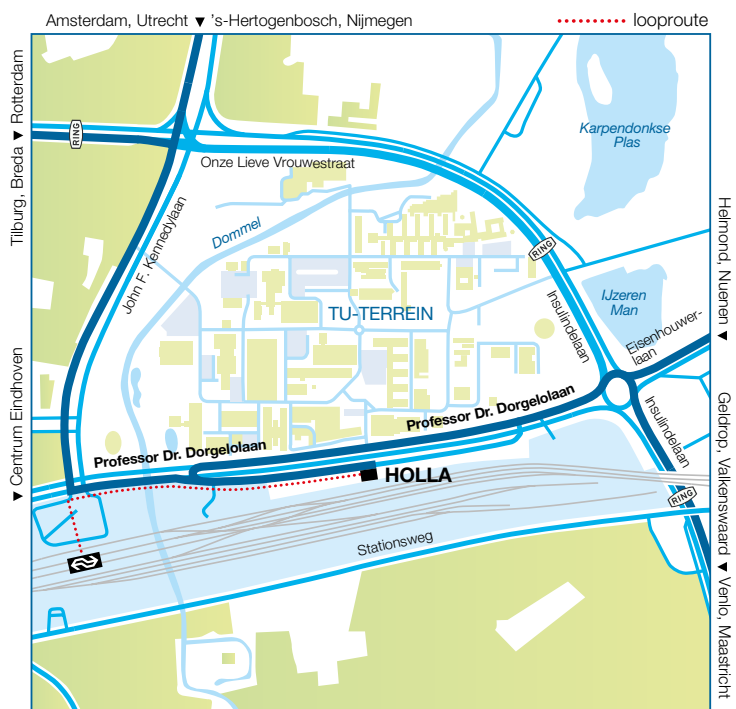 Amsterdam, Utrecht ▼ 's-Hertogenbosch, Nijmegen
looproute
Tilburg, Breda ▼ Rotterdam
RING
Onze Lieve Vrouwestraat
Karpendonkse
Plas
John F. Kennedylaan
Dommel
RING
Helmond, Nuenen ▼
IJzeren
Man
TU-TERREIN
Insulindelaan
Eisenhouwer-
laan
▼ Centrum Eindhoven
Professor Dr. Dorgelolaan
Professor Dr. Dorgelolaan
Insulindelaan
HOLLA
RING
Geldrop, Valkenswaard ▼ Venlo, Maastricht
Stationsweg